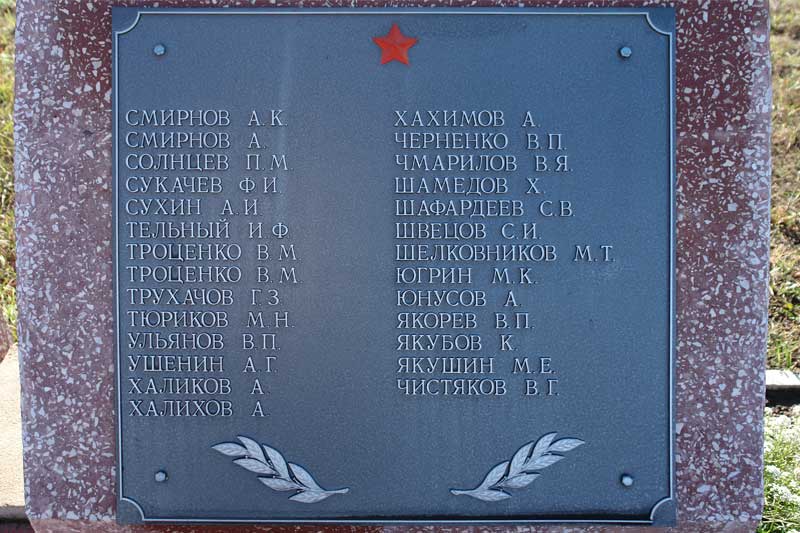 СМИРНОВ А.К.
СМИРНОВ А.
СОЛНЦЕВ П.М.
СУКАЧЕВ Ф.И.
СУХИН А.И
ТЕЛЬНЫЙ И.Ф
ТРОЦЕНКО В.М
ТРОЦЕНКО В.М
ТРУХАЧОВ Г.З.
ТЮРИКОВ М.Н.
УЛЬЯНОВ В.П.
УШЕНИН А.Г.
ХАЛИКОВ А.
ХАЛИХОВ А.
ХАХИМОВ А.
ЧЕРНЕНКО В.П.
ЧМАРИЛОВ В.Я.
ШАМЕДОВ Х.
ШАФАРДЕЕВ С.В.
ШВЕЦОВ С.И.
ШЕЛКОВНИКОВ М.Т.
ЮГРИН М.К.
ЮНУСОВ А.
ЯКОРЕВ В.П.
ЯКУБОВ К.
ЯКУШИН М.Е.
ЧИСТЯКОВ В.Г.